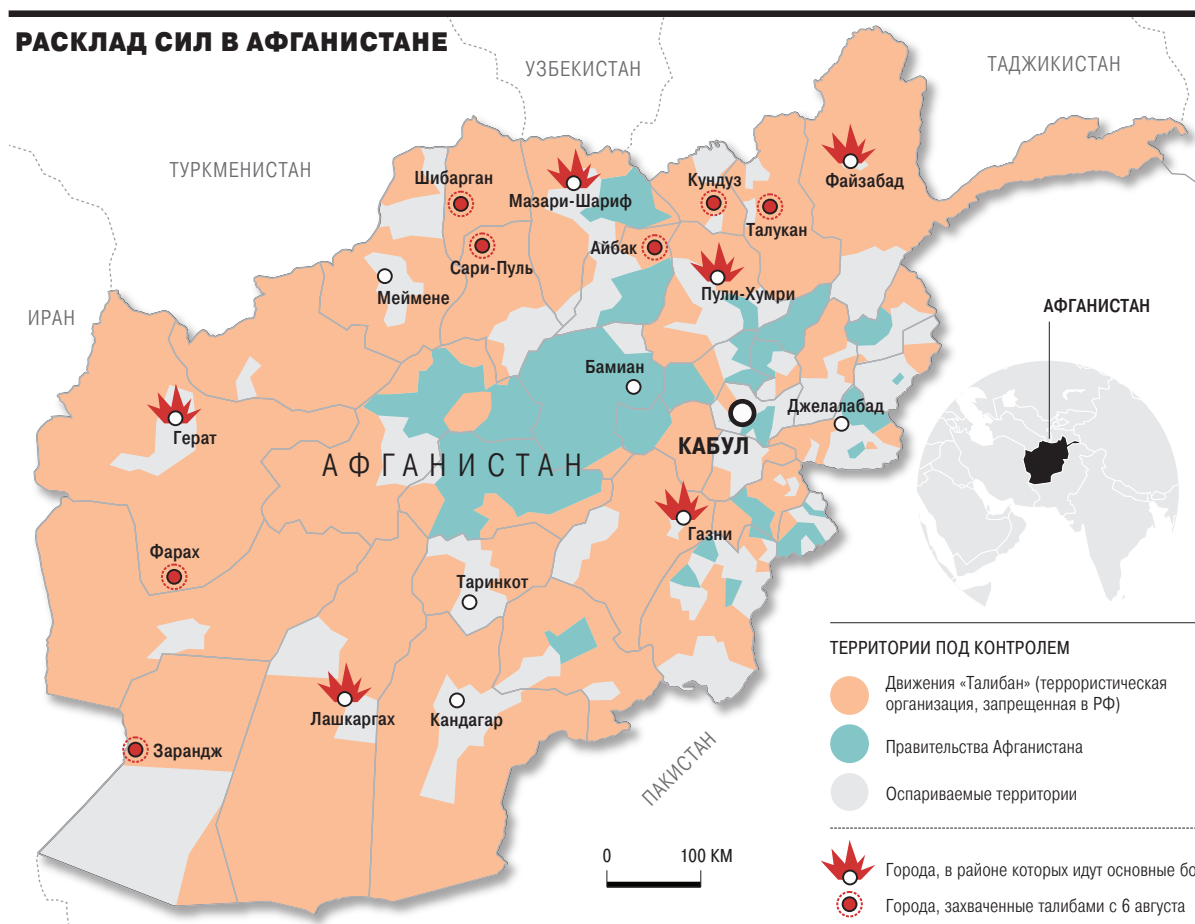 РАСКЛАД СИЛ В АФГАНИСТАНЕ
УЗБЕКИСТАН
ТАДЖИКИСТАН
ТУРКМЕНИСТАН
ИРАН
ПАКИСТАН
Шибарган
Мазари-Шариф
Кундуз
Файзабад
Талукан
Сари-Пуль
Айбак
Меймене
Пули-Хумри
Бамиан
Джелалабад
КАБУЛ
Герат
АФГАНИСТАН
Газни
Фарах
Таринкот
Лашкаргах
Кандагар
Зарандж
0
100 КМ
АФГАНИСТАН
ТЕРРИТОРИИ ПОД КОНТРОЛЕМ
Движения «Талибан» (террористическая
организация, запрещенная в РФ)
Правительства Афганистана
Оспариваемые территории
Города, в районе которых идут основные бо
Города, захваченные талибами с 6 августа